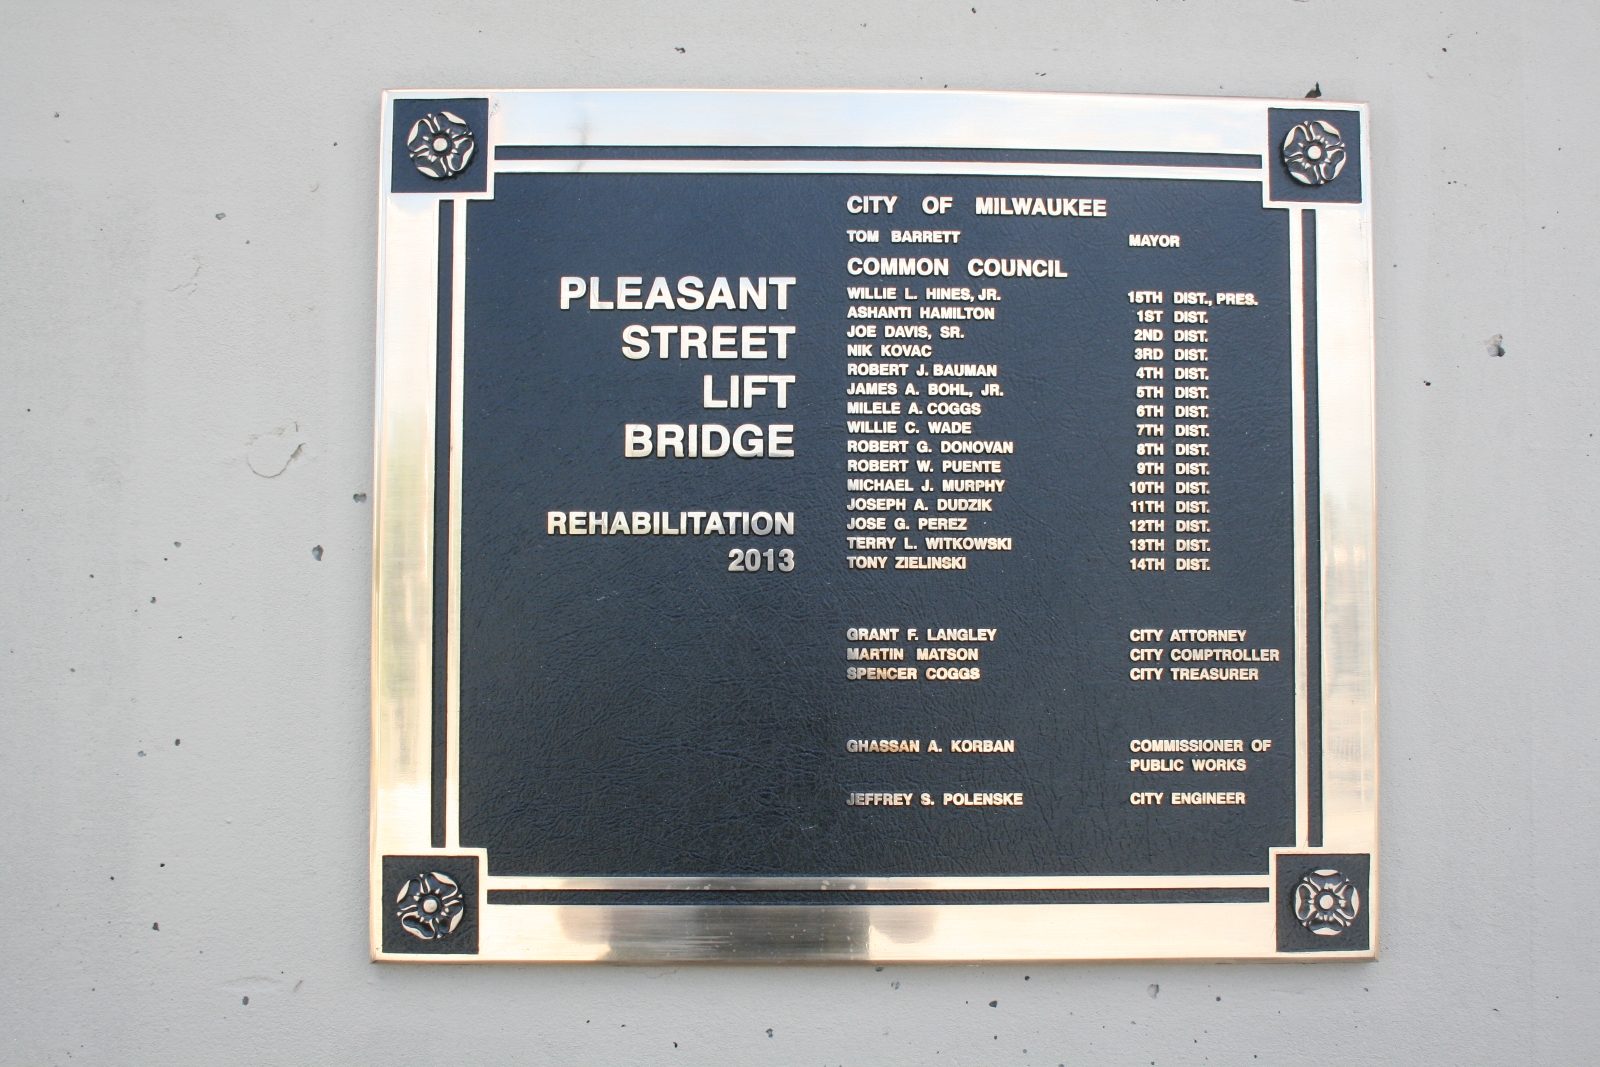 PLEASANT
STREET
LIFT
BRIDGE
REHABILITATION
2013
CITY OF MILWAUKEE
TOM BARRETT MAYOR
COMMON COUNCIL
WILLIE L. HINES, JR. 15TH DIST., PRES.
ASHANTI HAMILTON 1ST DIST.
JOE DAVIS, SR. 2ND DIST.
NIK KOVAC 3RD DIST.
ROBERT J. BAUMAN 4TH DIST.
JAMES A. BOHL, JR. 5TH DIST.
MILELE A. COGGS 6TH DIST.
WILLIE C. WADE 7TH DIST.
ROBERT G. DONOVAN 8TH DIST.
ROBERT W. PUENTE 9TH DIST.
MICHAEL J. MURPHY 10TH DIST.
JOSEPH A. DUDZIK 11TH DIST.
JOSE G. PEREZ 12TH DIST.
TERRY L. WITKOWSKI 13TH DIST.
TONY ZIELINSKI 14TH DIST.
GRANT F. LANGLEY CITY ATTORNEY
MARTIN MATSON CITY COMPTROLLER
SPENCER COGGS CITY TREASURER
GHASSAN A. KORBAN COMMISSIONER OF
PUBLIC WORKS
JEFFREY S. POLENSKE CITY ENGINEER